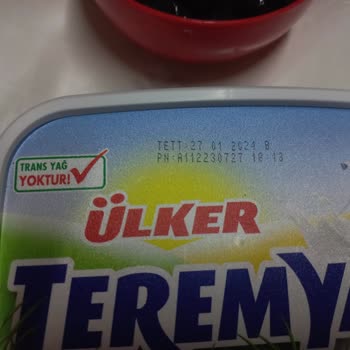 TETT:27 01 2024 B
PN:A112230727 18:13
TRANS YAĞ
YOKTUR!
ÜLKER
TEREMYA